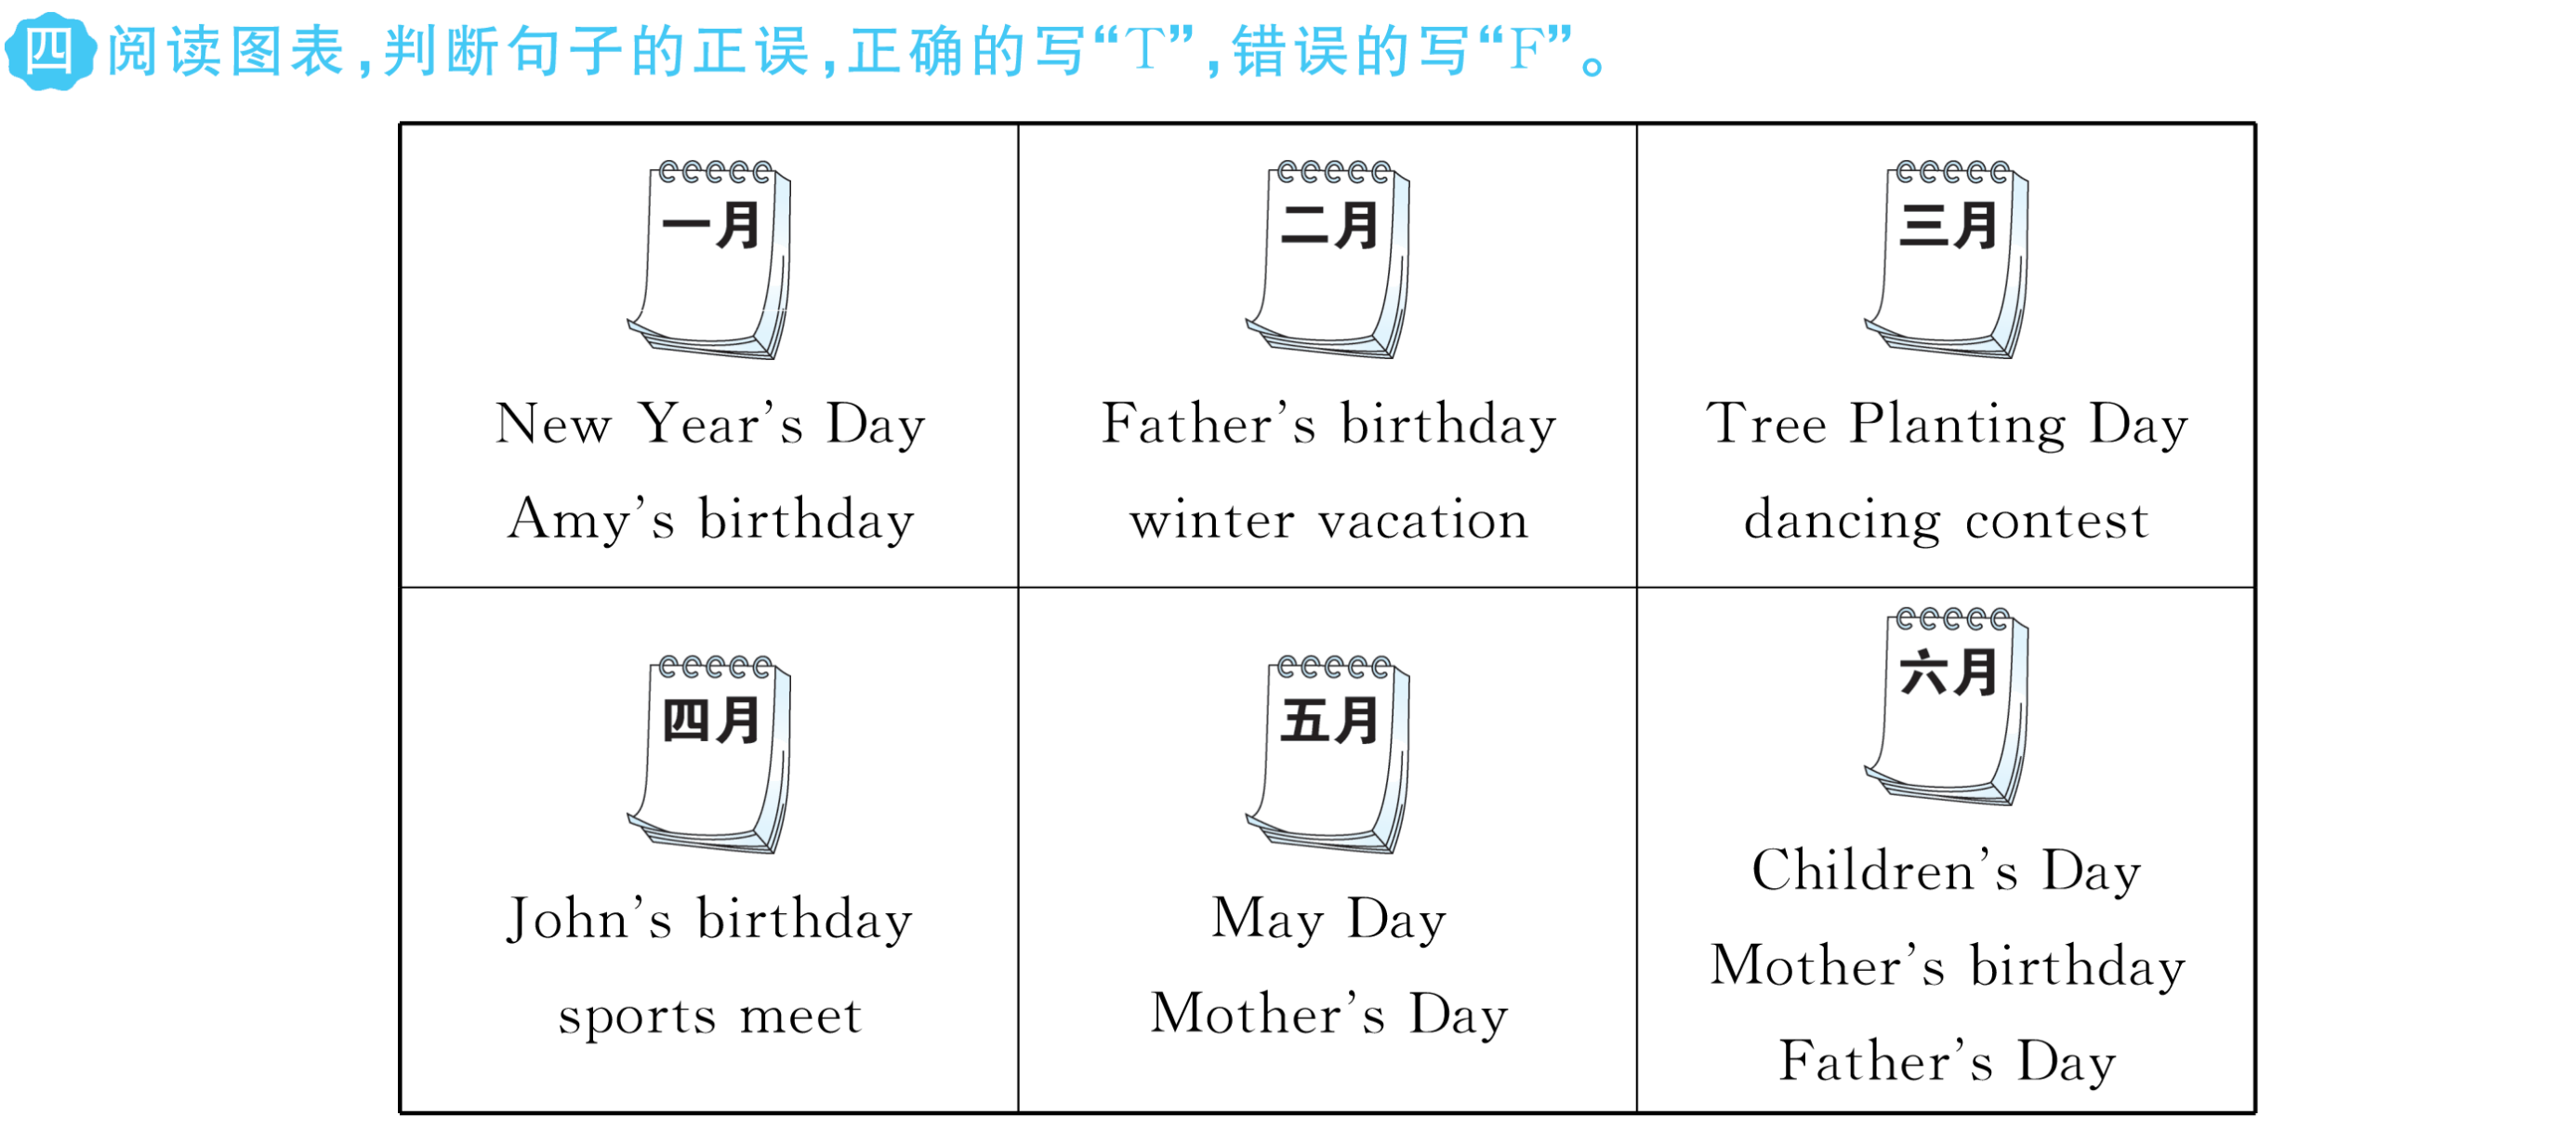 四 阅读图表,判断句子的正误,正确的写“T”,错误的写“F”。
一月
New Year’s Day
Amy’s birthday
二月
Father’s birthday
winter vacation
三月
Tree Planting Day
dancing contest
四月
John’s birthday
sports meet
五月
May Day
Mother’s Day
六月
Children’s Day
Mother’s birthday
Father’s Day